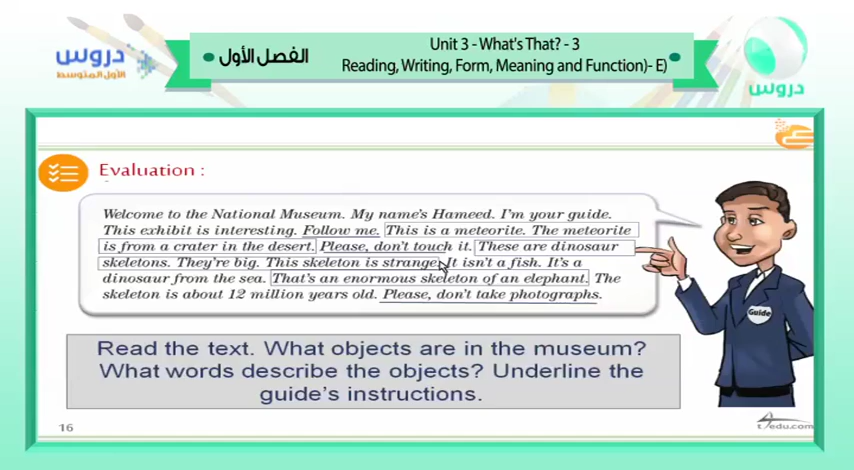 دروس
الأول المتوسط
الفصل الأول
Unit 3 - What's That? - 3
Reading, Writing, Form, Meaning and Function)- E)
دروس
Evaluation :
Welcome to the National Museum. My name's Hameed. I'm your guide.
This exhibit is interesting. Follow me. This is a meteorite. The meteorite
is from a crater in the desert. Please, don't touch it. These are dinosaur
skeletons. They're big. This skeleton is strange. It isn't a fish. It's a
dinosaur from the sea. That's an enormous skeleton of an elephant. The
skeleton is about 12 million years old. Please, don't take photographs.
Guide
Read the text. What objects are in the museum?
What words describe the objects? Underline the
guide's instructions.
16
t4edu.com